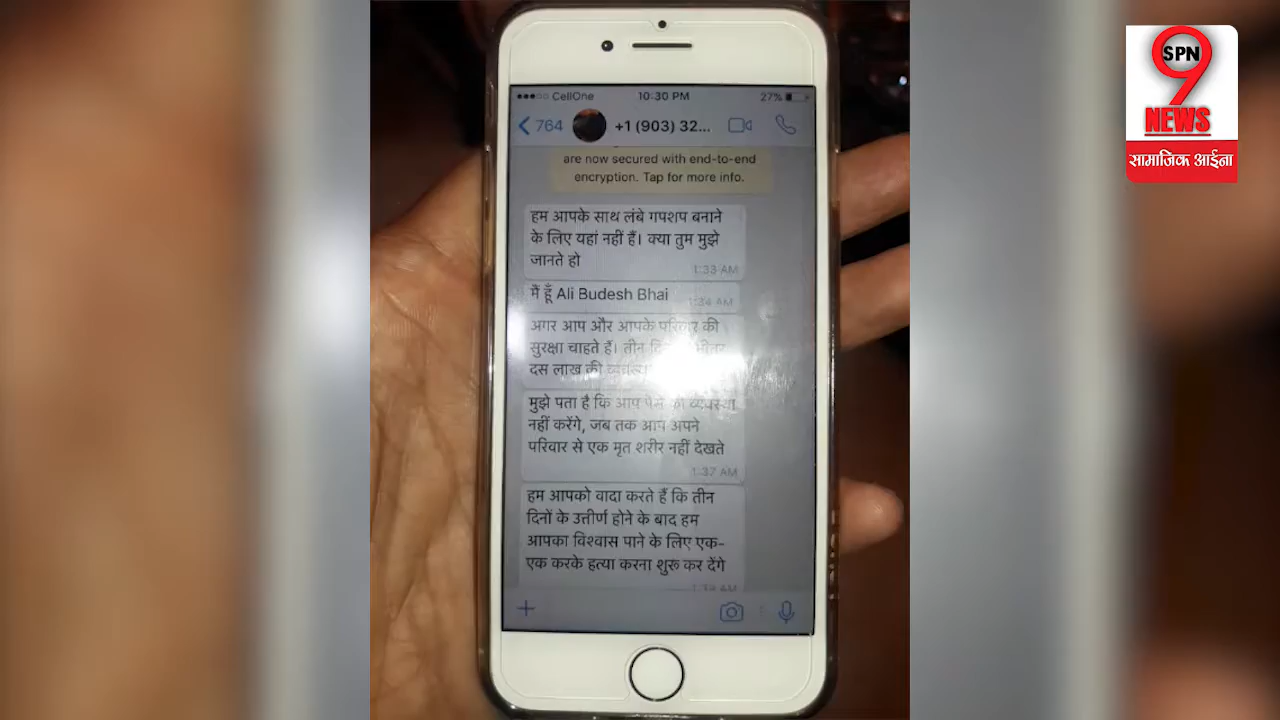 SPN
9
NEWS
सामाजिक आईना
CellOne 10:30 PM 27%
764 +1 (903) 32...
are now secured with end-to-end
encryption. Tap for more info.
हम आपके साथ लंबे गपशप बनाने
के लिए यहां नहीं हैं। क्या तुम मुझे
जानते हो
1:33 AM
मैं हूँ Ali Budesh Bhai
1:34 AM
अगर आप और आपके परिवार की
सुरक्षा चाहते हैं। तीन
दस लाख की
मुझे पता है कि आप पैसे की व्यवस्था
नहीं करेंगे, जब तक आप अपने
परिवार से एक मृत शरीर नहीं देखते
1:37 AM
हम आपको वादा करते हैं कि तीन
दिनों के उत्तीर्ण होने के बाद हम
आपका विश्वास पाने के लिए एक-
एक करके हत्या करना शुरू कर देंगे